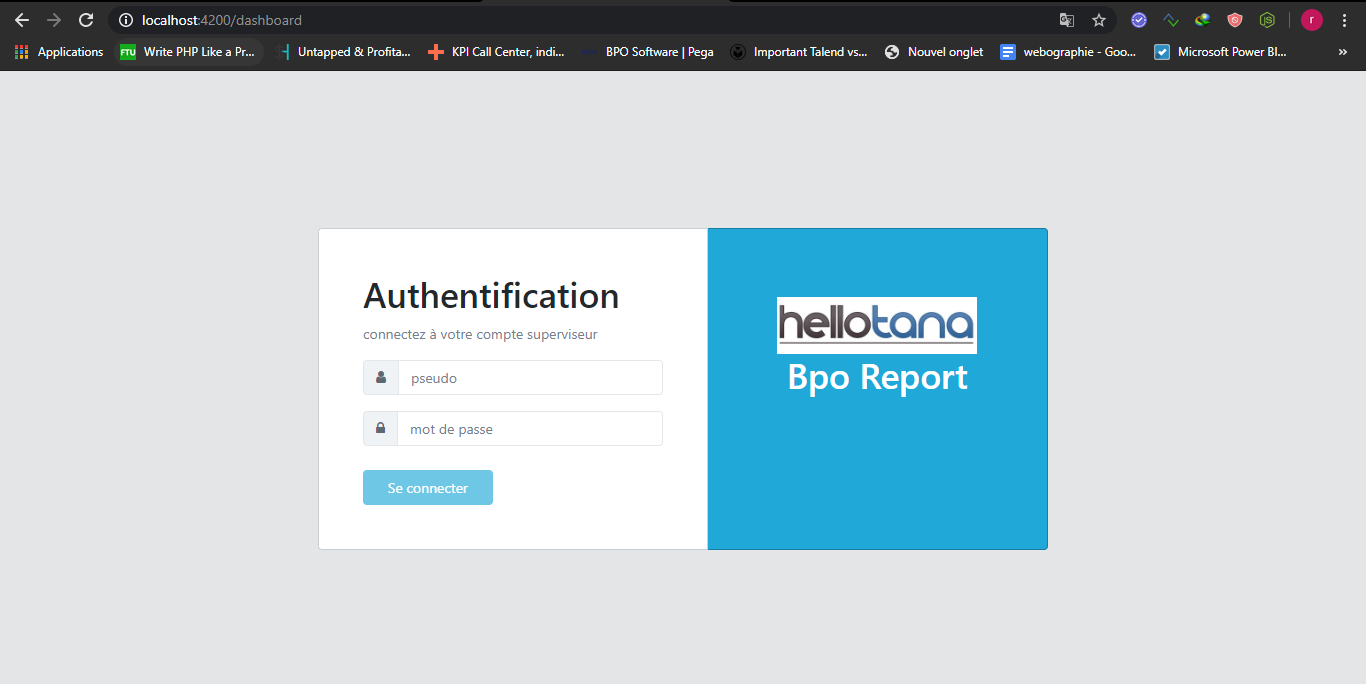 localhost:4200/dashboard
Applications
Write PHP Like a Pr...
Untapped & Profita...
KPI Call Center, indi...
BPO Software | Pega
Important Talend vs...
Nouvel onglet
webographie - Goo...
Microsoft Power BI...
»
Authentification
connectez à votre compte superviseur
pseudo
mot de passe
Se connecter
hellotana
Bpo Report
FTU
r